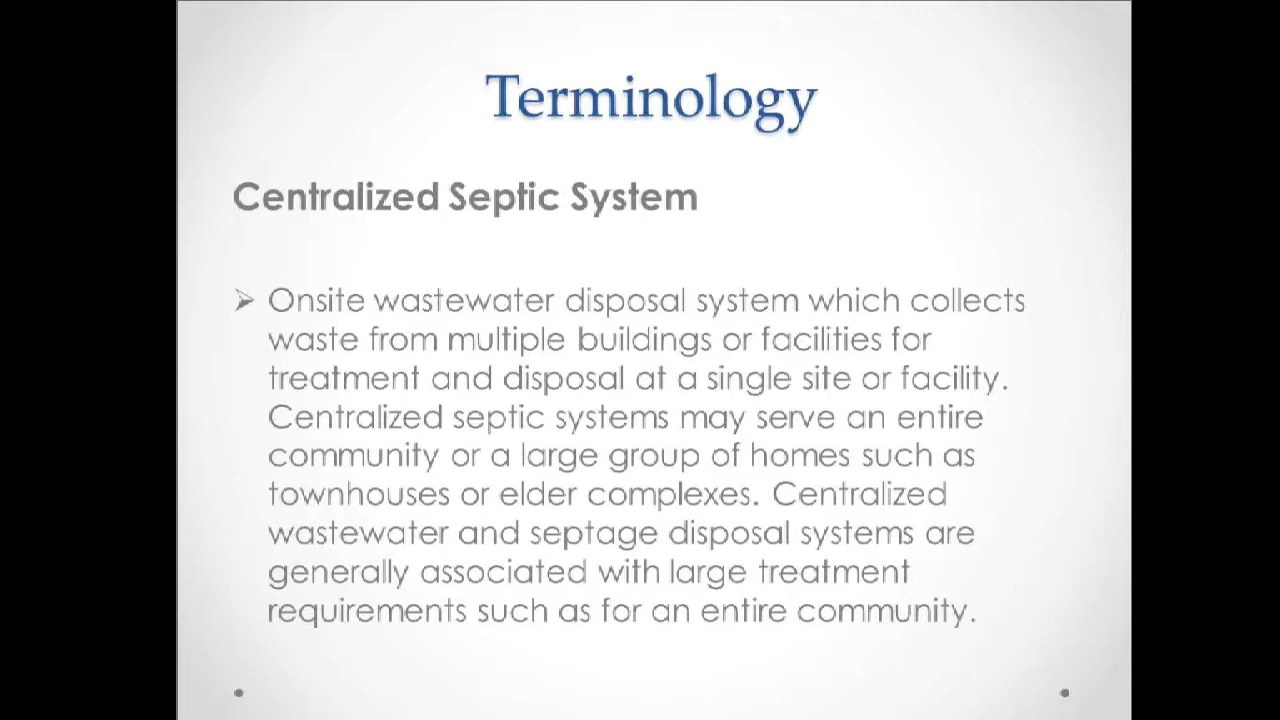 Terminology
Centralized Septic System
➢ Onsite wastewater disposal system which collects
waste from multiple buildings or facilities for
treatment and disposal at a single site or facility.
Centralized septic systems may serve an entire
community or a large group of homes such as
townhouses or elder complexes. Centralized
wastewater and septage disposal systems are
generally associated with large treatment
requirements such as for an entire community.